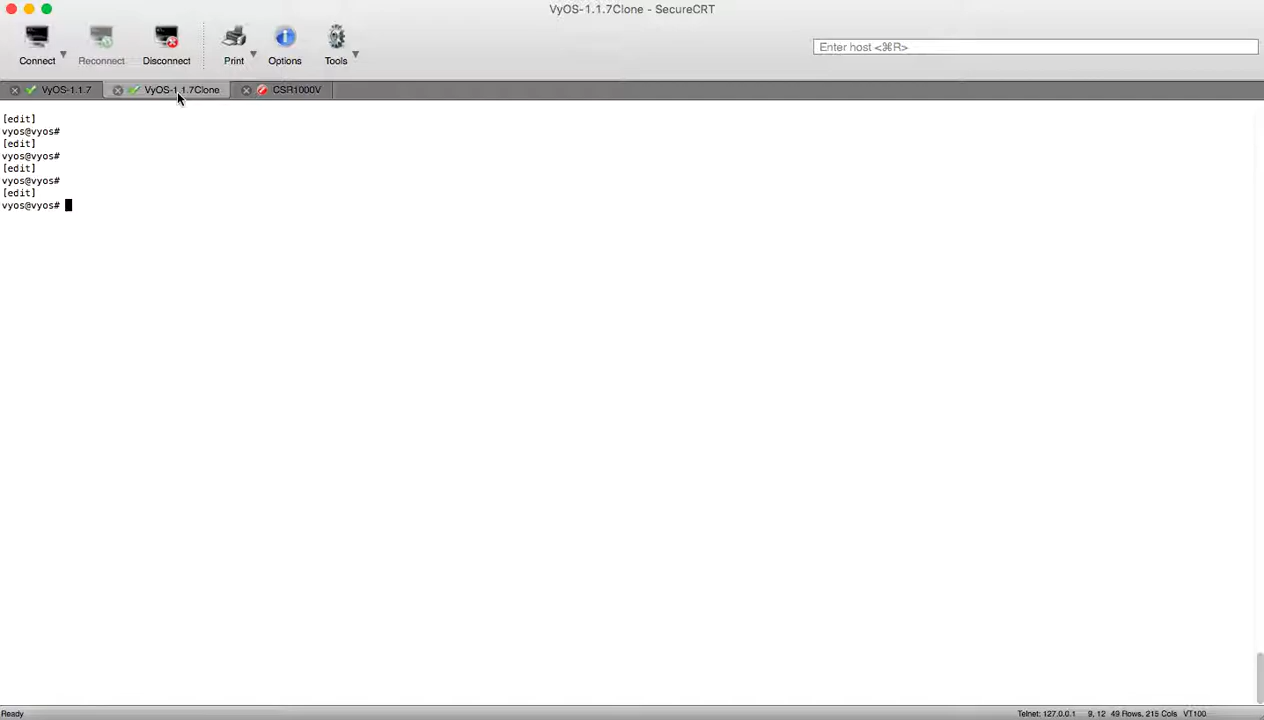 VyOS-1.1.7Clone - SecureCRT
Connect Reconnect Disconnect Print Options Tools Enter host <⌘R>
VyOS-1.1.7 VyOS-1.1.7Clone CSR1000V
[edit]
vyos@vyos#
[edit]
vyos@vyos#
[edit]
vyos@vyos#
[edit]
vyos@vyos#
Ready Telnet: 127.0.0.1 9, 12 49 Rows, 215 Cols VT100